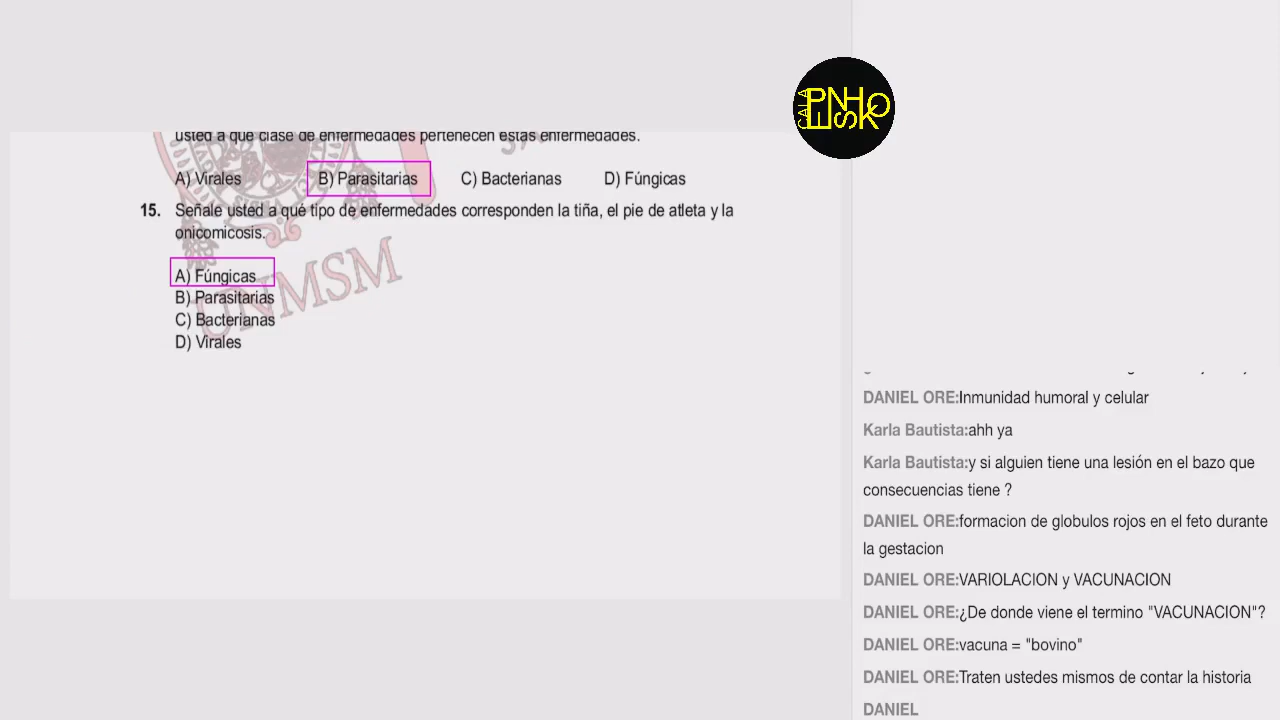 usted a qué clase de enfermedades pertenecen estas enfermedades.
A) Virales B) Parasitarias C) Bacterianas D) Fúngicas
15. Señale usted a qué tipo de enfermedades corresponden la tiña, el pie de atleta y la
onicomicosis.
A) Fúngicas
B) Parasitarias
C) Bacterianas
D) Virales
UNMSM
DANIEL ORE:Inmunidad humoral y celular
Karla Bautista:ahh ya
Karla Bautista:y si alguien tiene una lesión en el bazo que
consecuencias tiene ?
DANIEL ORE:formacion de globulos rojos en el feto durante
la gestacion
DANIEL ORE:VARIOLACION y VACUNACION
DANIEL ORE:¿De donde viene el termino "VACUNACION"?
DANIEL ORE:vacuna = "bovino"
DANIEL ORE:Traten ustedes mismos de contar la historia
DANIEL